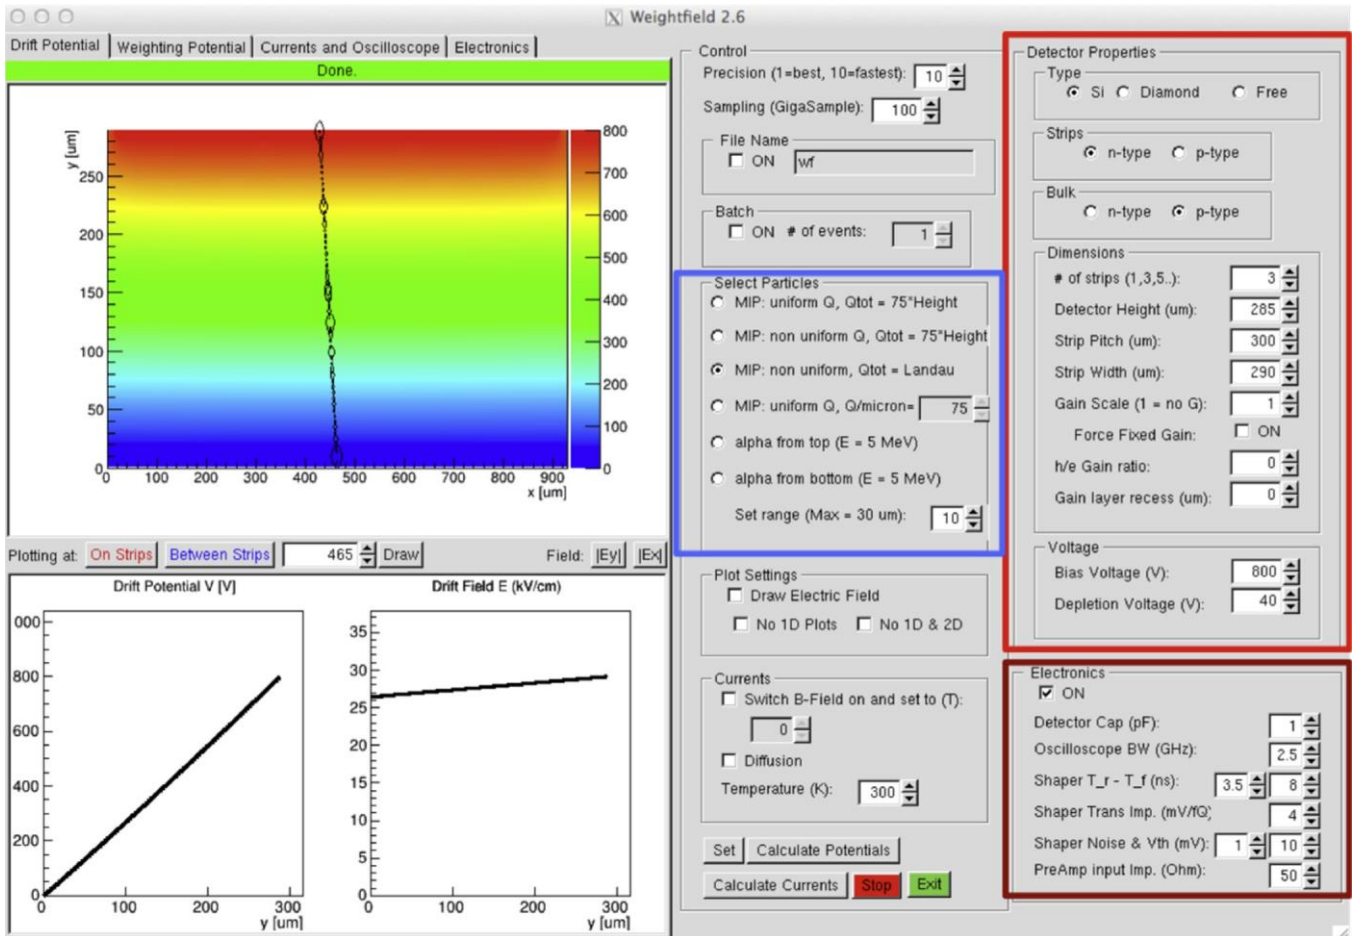 Weightfield 2.6
Drift Potential Weighting Potential Currents and Oscilloscope Electronics
Done.
y [um]
250
200
150
100
50
0
0 100 200 300 400 500 600 700 800 900
x [um]
800
700
600
500
400
300
200
100
0
Plotting at: On Strips Between Strips 465 Draw Field: |Ey| |Ex|
Drift Potential V [V]
000
800
600
400
200
0
0 100 200 300
y [um]
Drift Field E (kV/cm)
35
30
25
20
15
10
5
0
0 100 200 300
y [um]
Control
Precision (1=best, 10=fastest): 10
Sampling (GigaSample): 100
File Name
ON wf
Batch
ON # of events: 1
Select Particles
MIP: uniform Q, Qtot = 75*Height
MIP: non uniform Q, Qtot = 75*Height
MIP: non uniform, Qtot = Landau
MIP: uniform Q, Q/micron= 75
alpha from top (E = 5 MeV)
alpha from bottom (E = 5 MeV)
Set range (Max = 30 um): 10
Plot Settings
Draw Electric Field
No 1D Plots No 1D & 2D
Currents
Switch B-Field on and set to (T):
0
Diffusion
Temperature (K): 300
Set Calculate Potentials
Calculate Currents Stop Exit
Detector Properties
Type
Si Diamond Free
Strips
n-type p-type
Bulk
n-type p-type
Dimensions
# of strips (1,3,5..): 3
Detector Height (um): 285
Strip Pitch (um): 300
Strip Width (um): 290
Gain Scale (1 = no G): 1
Force Fixed Gain: ON
h/e Gain ratio: 0
Gain layer recess (um): 0
Voltage
Bias Voltage (V): 800
Depletion Voltage (V): 40
Electronics
ON
Detector Cap (pF): 1
Oscilloscope BW (GHz): 2.5
Shaper T_r - T_f (ns): 3.5 8
Shaper Trans Imp. (mV/fQ) 4
Shaper Noise & Vth (mV): 1 10
PreAmp input Imp. (Ohm): 50